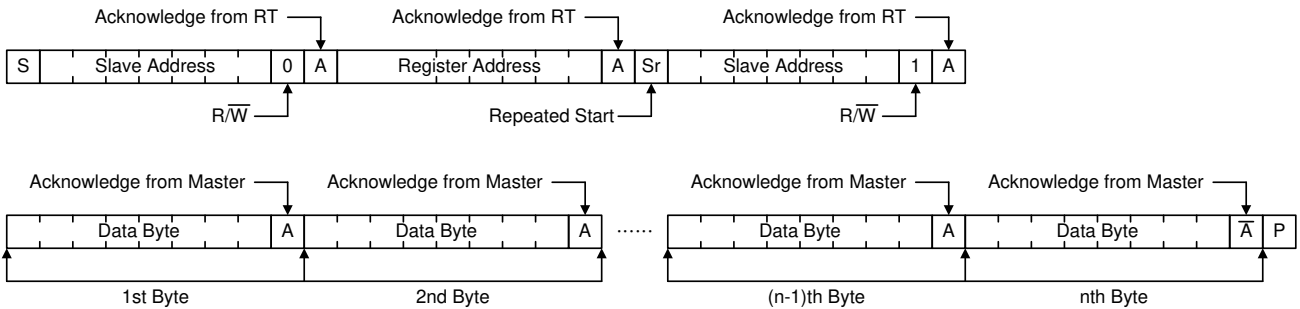 Acknowledge from RT Acknowledge from RT Acknowledge from RT
S Slave Address 0 A Register Address A Sr Slave Address 1 A
R/W̅ Repeated Start R/W̅
Acknowledge from Master Acknowledge from Master Acknowledge from Master Acknowledge from Master
Data Byte A Data Byte A ...... Data Byte A Data Byte A̅ P
1st Byte 2nd Byte (n-1)th Byte nth Byte